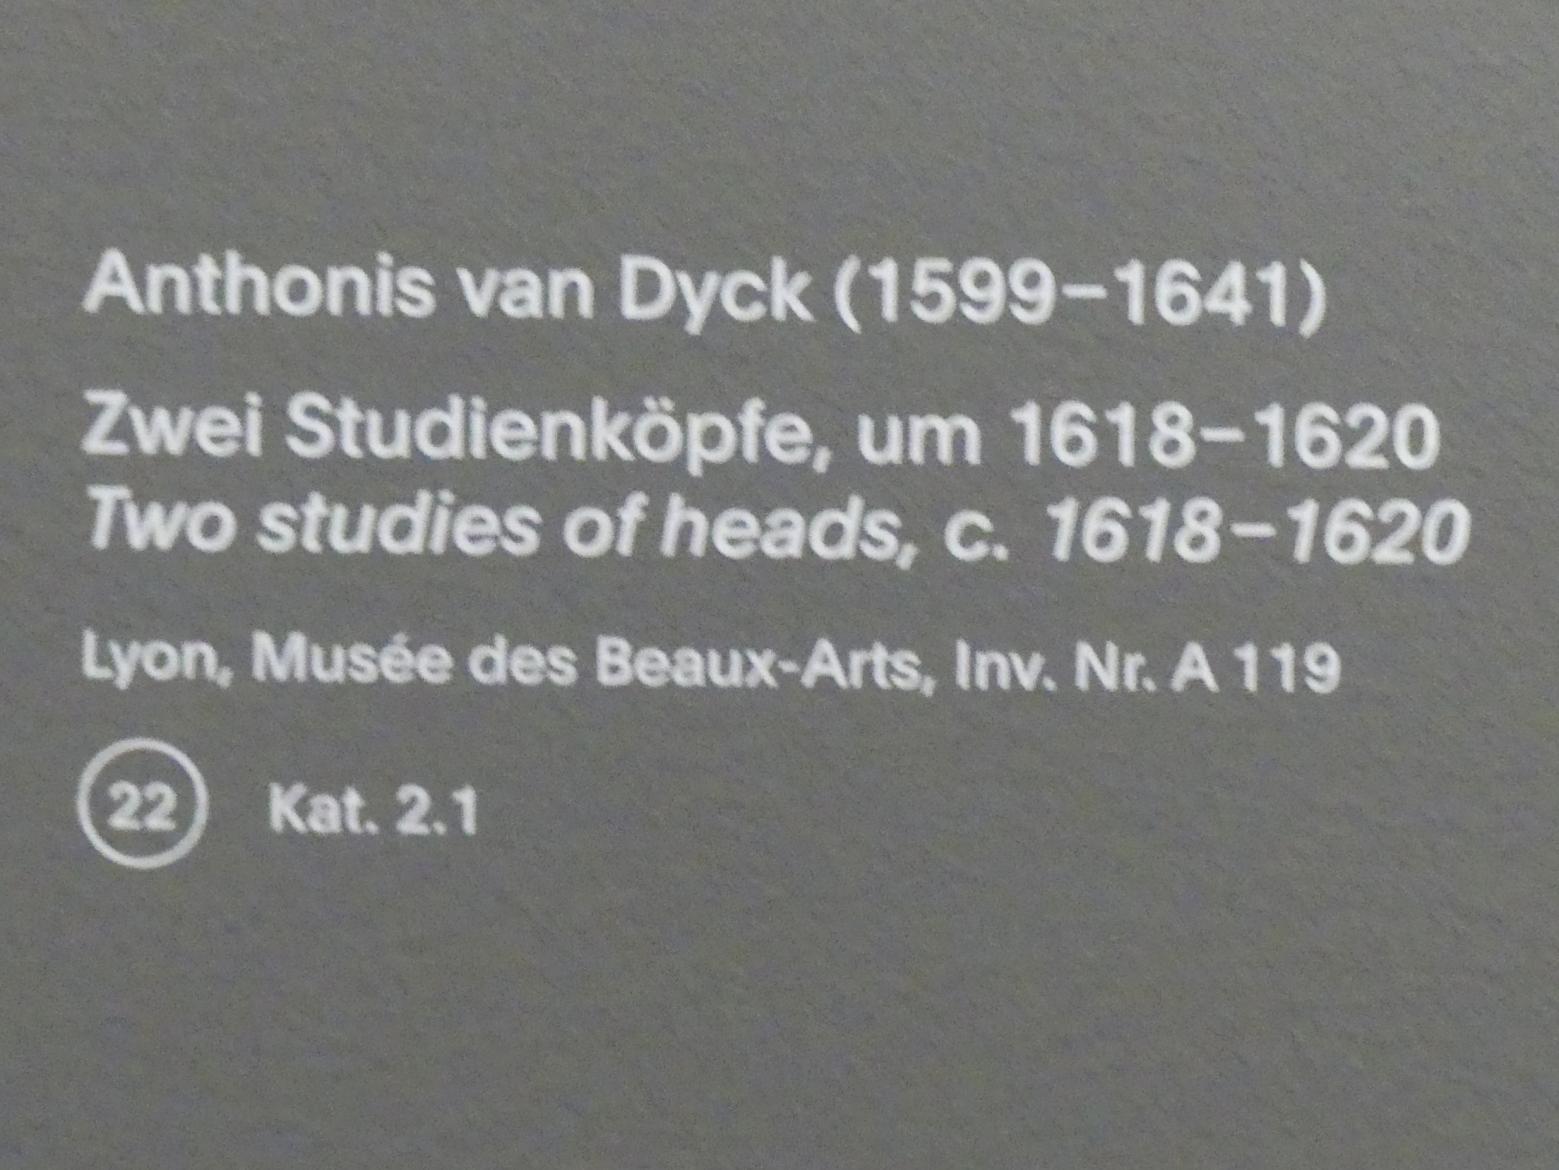 Anthonis van Dyck (1599–1641)
Zwei Studienköpfe, um 1618–1620
Two studies of heads, c. 1618–1620
Lyon, Musée des Beaux-Arts, Inv. Nr. A 119
22 Kat. 2.1